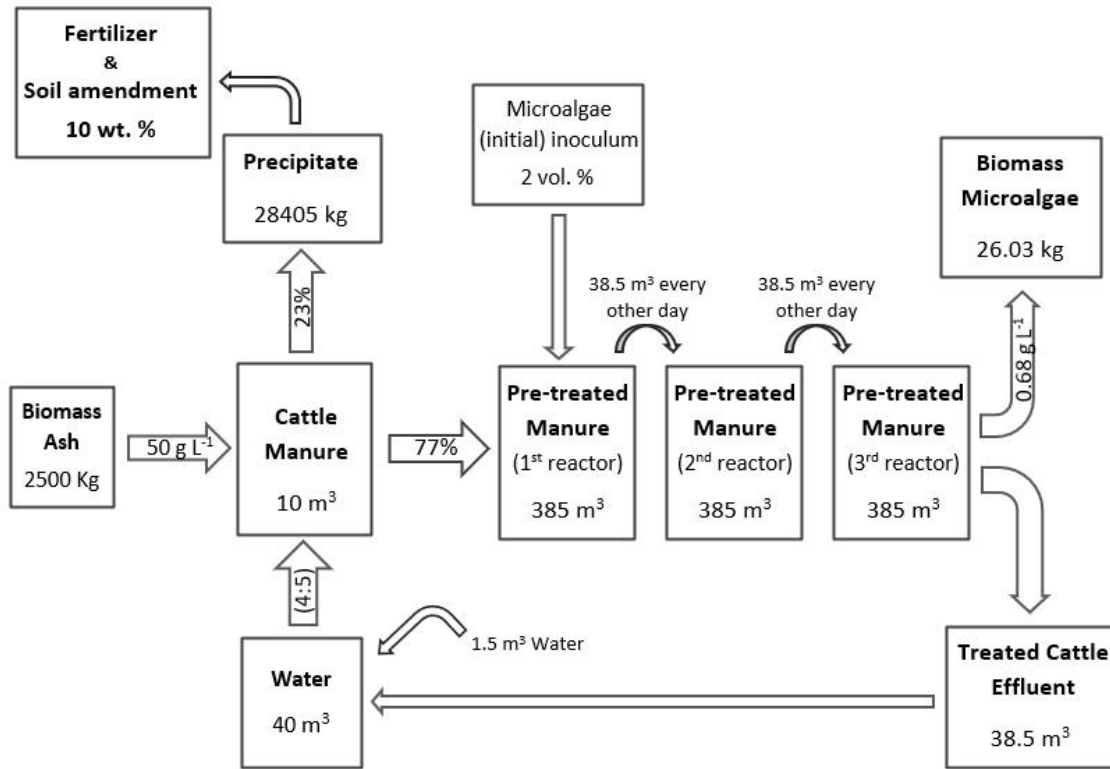 Fertilizer
&
Soil amendment
10 wt. %
Precipitate
28405 kg
23%
Microalgae
(initial) inoculum
2 vol. %
Biomass
Microalgae
26.03 kg
38.5 m³ every
other day
38.5 m³ every
other day
0.68 g L⁻¹
Biomass
Ash
2500 Kg
50 g L⁻¹
Cattle
Manure
10 m³
77%
Pre-treated
Manure
(1ˢᵗ reactor)
385 m³
Pre-treated
Manure
(2ⁿᵈ reactor)
385 m³
Pre-treated
Manure
(3ʳᵈ reactor)
385 m³
(4:5)
1.5 m³ Water
Water
40 m³
Treated Cattle
Effluent
38.5 m³